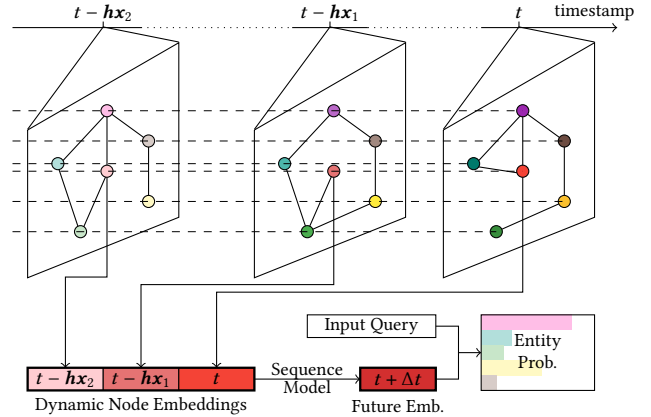 t − hx₂
t − hx₁
t
timestamp
Input Query
Entity
Prob.
t − hx₂
t − hx₁
t
Sequence
Model
t + Δt
Dynamic Node Embeddings
Future Emb.